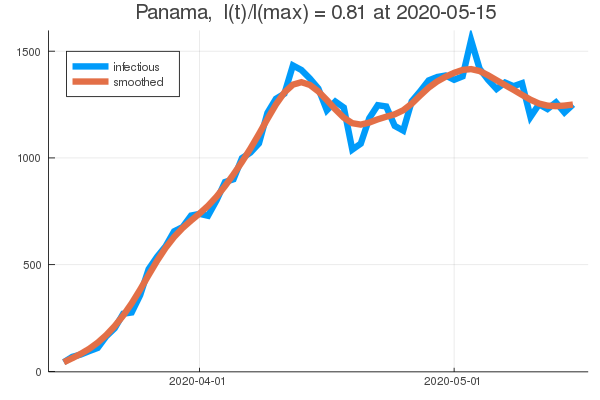 Panama,  I(t)/I(max) = 0.81 at 2020-05-15
1500
infectious
smoothed
1000
500
0
2020-04-01
2020-05-01